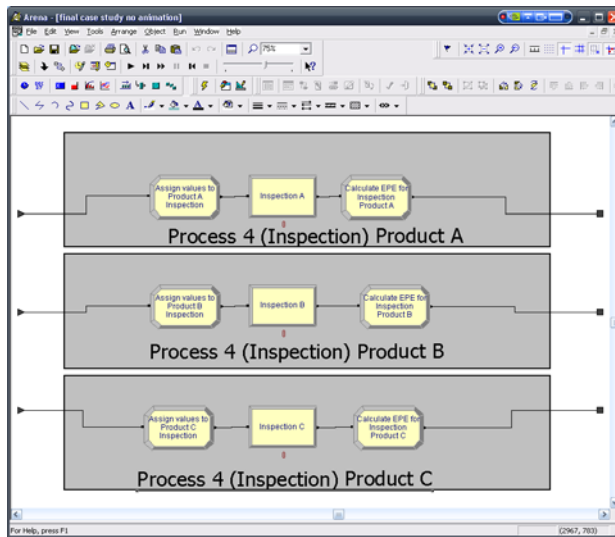 Arena - [final case study no animation]
File Edit View Tools Arrange Object Run Window Help
75%
Assign values to
Product A
Inspection
Inspection A
Calculate EPE for
Inspection
Product A
0
Process 4 (Inspection) Product A
Assign values to
Product B
Inspection
Inspection B
Calculate EPE for
Inspection
Product B
0
Process 4 (Inspection) Product B
Assign values to
Product C
Inspection
Inspection C
Calculate EPE for
Inspection
Product C
0
Process 4 (Inspection) Product C
For Help, press F1
(2967, 783)